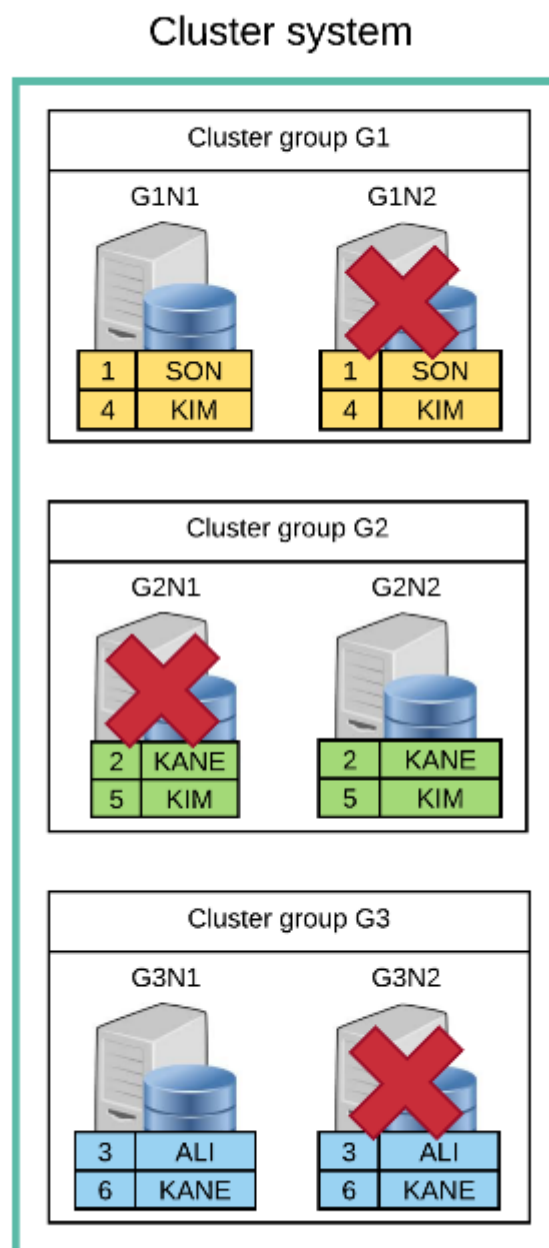 Cluster system
Cluster group G1
G1N1 G1N2
1 SON 1 SON
4 KIM 4 KIM
Cluster group G2
G2N1 G2N2
2 KANE 2 KANE
5 KIM 5 KIM
Cluster group G3
G3N1 G3N2
3 ALI 3 ALI
6 KANE 6 KANE